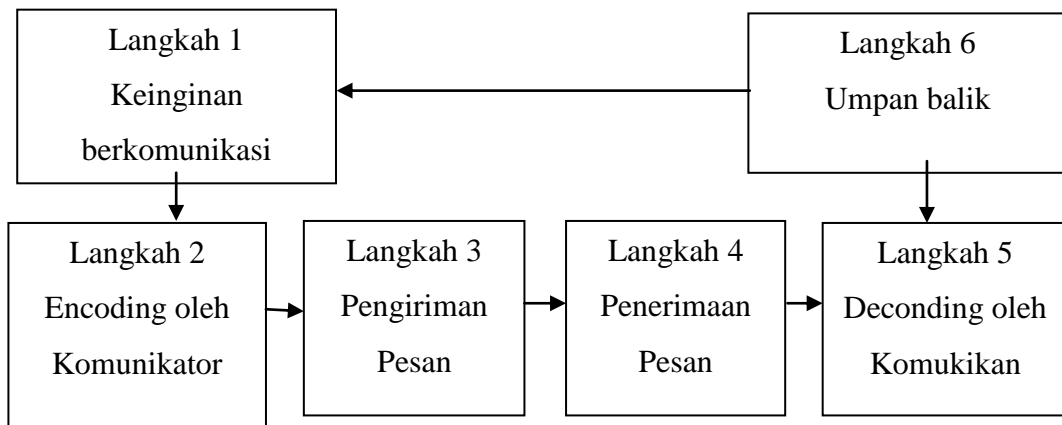 Langkah 1
Keinginan
berkomunikasi
Langkah 6
Umpan balik
Langkah 2
Encoding oleh
Komunikator
Langkah 3
Pengiriman
Pesan
Langkah 4
Penerimaan
Pesan
Langkah 5
Deconding oleh
Komukikan